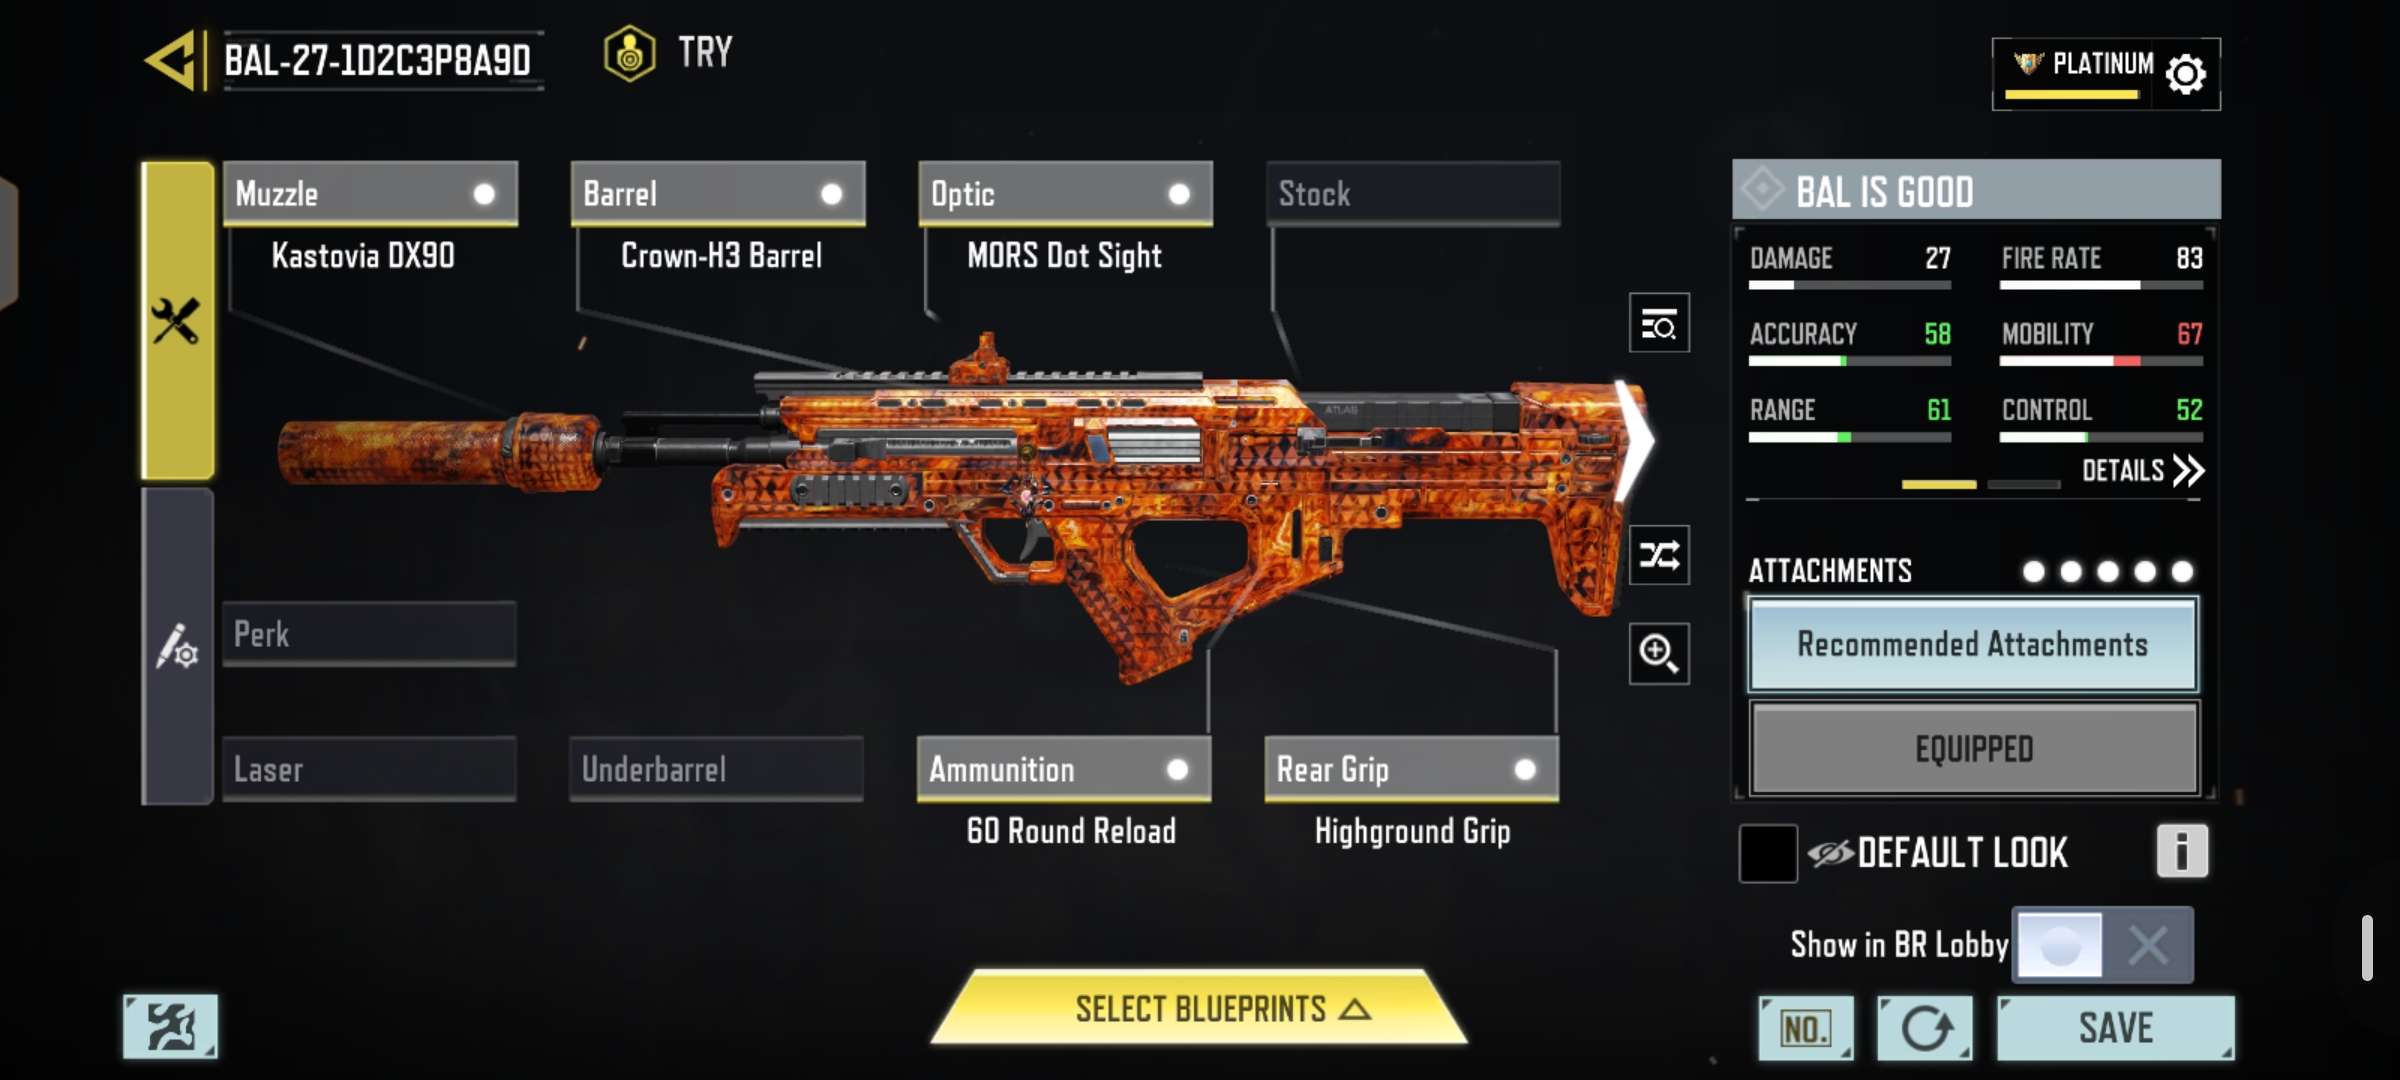 BAL-27-1D2C3P8A9D
TRY
PLATINUM
Muzzle
Kastovia DX90
Barrel
Crown-H3 Barrel
Optic
MORS Dot Sight
Stock
ATLAS
Perk
Laser
Underbarrel
Ammunition
60 Round Reload
Rear Grip
Highground Grip
BAL IS GOOD
DAMAGE 27 FIRE RATE 83
ACCURACY 58 MOBILITY 67
RANGE 61 CONTROL 52
DETAILS
ATTACHMENTS
Recommended Attachments
EQUIPPED
DEFAULT LOOK
Show in BR Lobby
SELECT BLUEPRINTS
NO.
SAVE